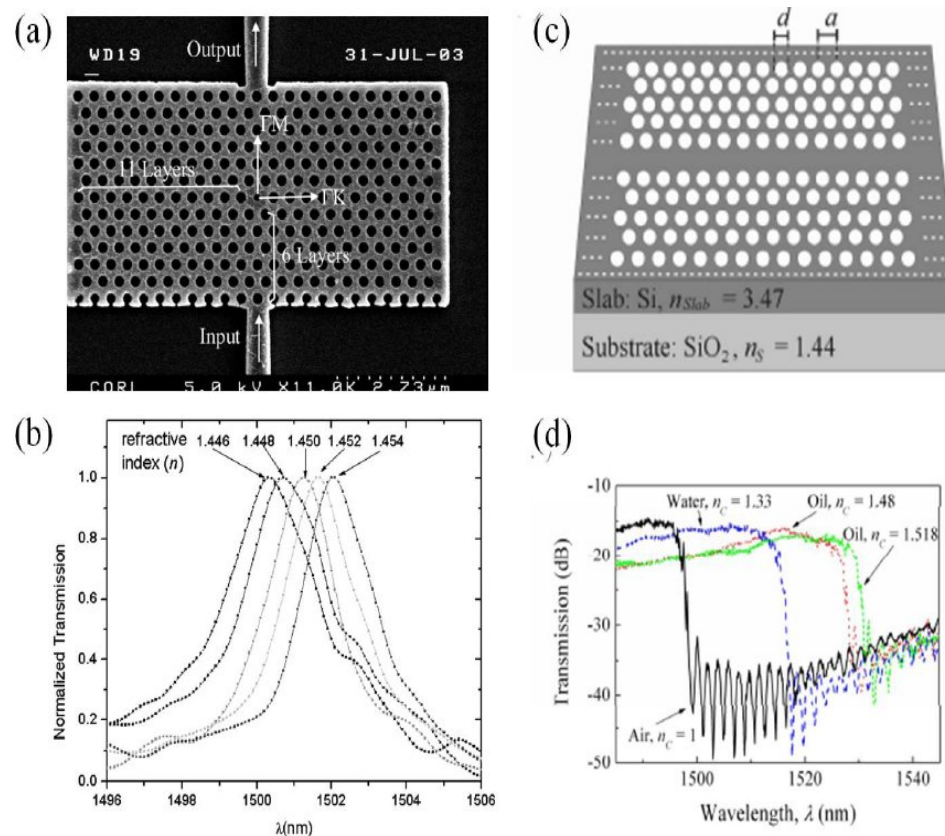 (a)
WD19
Output
31-JUL-03
ΓM
11 Layers
ΓK
6 Layers
Input
CORL 5.0 kV X11.0K 2.73μm
(b)
refractive
index (n)
1.446
1.448
1.450
1.452
1.454
Normalized Transmission
1.0
0.8
0.6
0.4
0.2
0.0
1496
1498
1500
1502
1504
1506
λ(nm)
(c)
d
a
Slab: Si, nSlab = 3.47
Substrate: SiO2, nS = 1.44
(d)
Transmission (dB)
-10
-20
-30
-40
-50
Water, nC = 1.33
Oil, nC = 1.48
Oil, nC = 1.518
Air, nC = 1
1500
1520
1540
Wavelength, λ (nm)